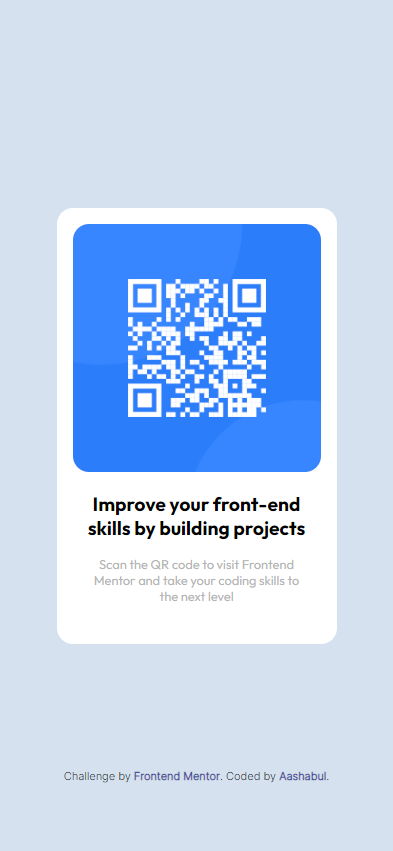 Improve your front-end
skills by building projects
Scan the QR code to visit Frontend
Mentor and take your coding skills to
the next level
Challenge by Frontend Mentor. Coded by Aashabul.